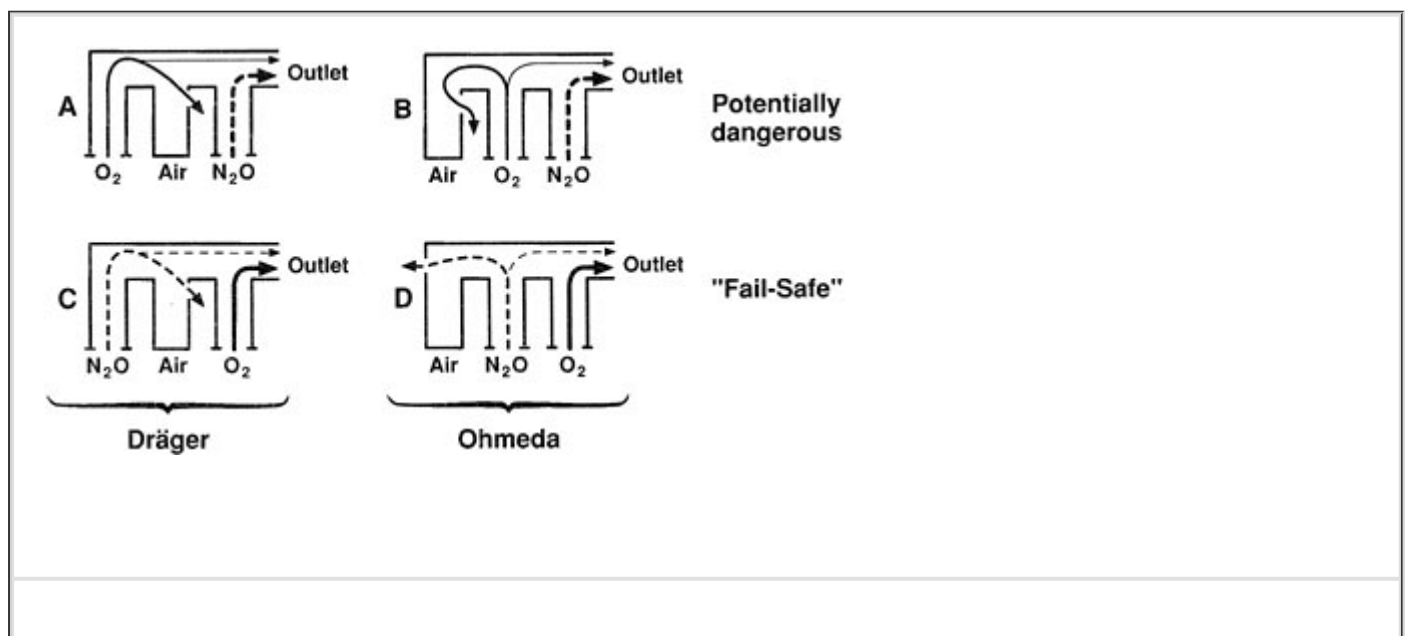 A
Outlet
O₂ Air N₂O
B
Outlet
Air O₂ N₂O
Potentially
dangerous
C
Outlet
N₂O Air O₂
D
Outlet
Air N₂O O₂
"Fail-Safe"
Dräger
Ohmeda